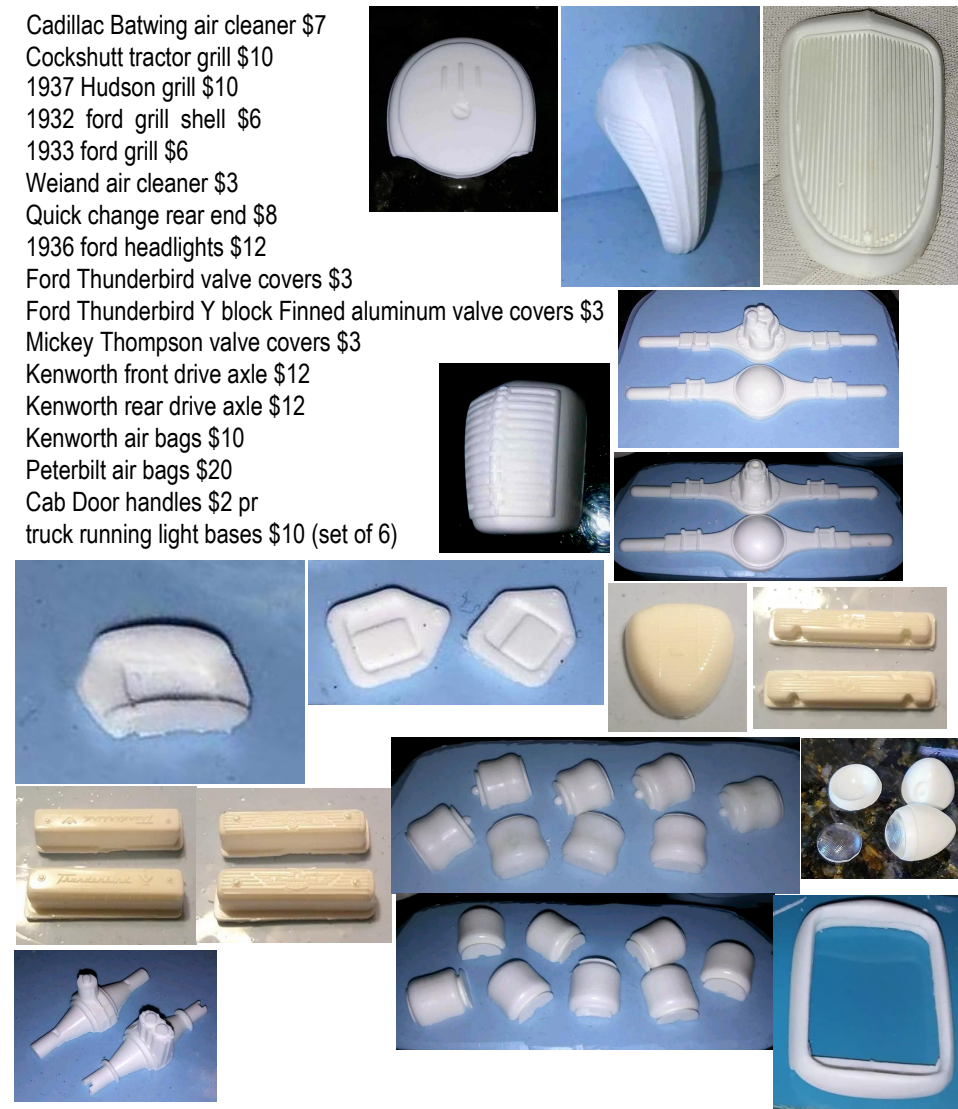 Cadillac Batwing air cleaner $7
Cockshutt tractor grill $10
1937 Hudson grill $10
1932 ford grill shell $6
1933 ford grill $6
Weiand air cleaner $3
Quick change rear end $8
1936 ford headlights $12
Ford Thunderbird valve covers $3
Ford Thunderbird Y block Finned aluminum valve covers $3
Mickey Thompson valve covers $3
Kenworth front drive axle $12
Kenworth rear drive axle $12
Kenworth air bags $10
Peterbilt air bags $20
Cab Door handles $2 pr
truck running light bases $10 (set of 6)
Thunderbird
Thunderbird